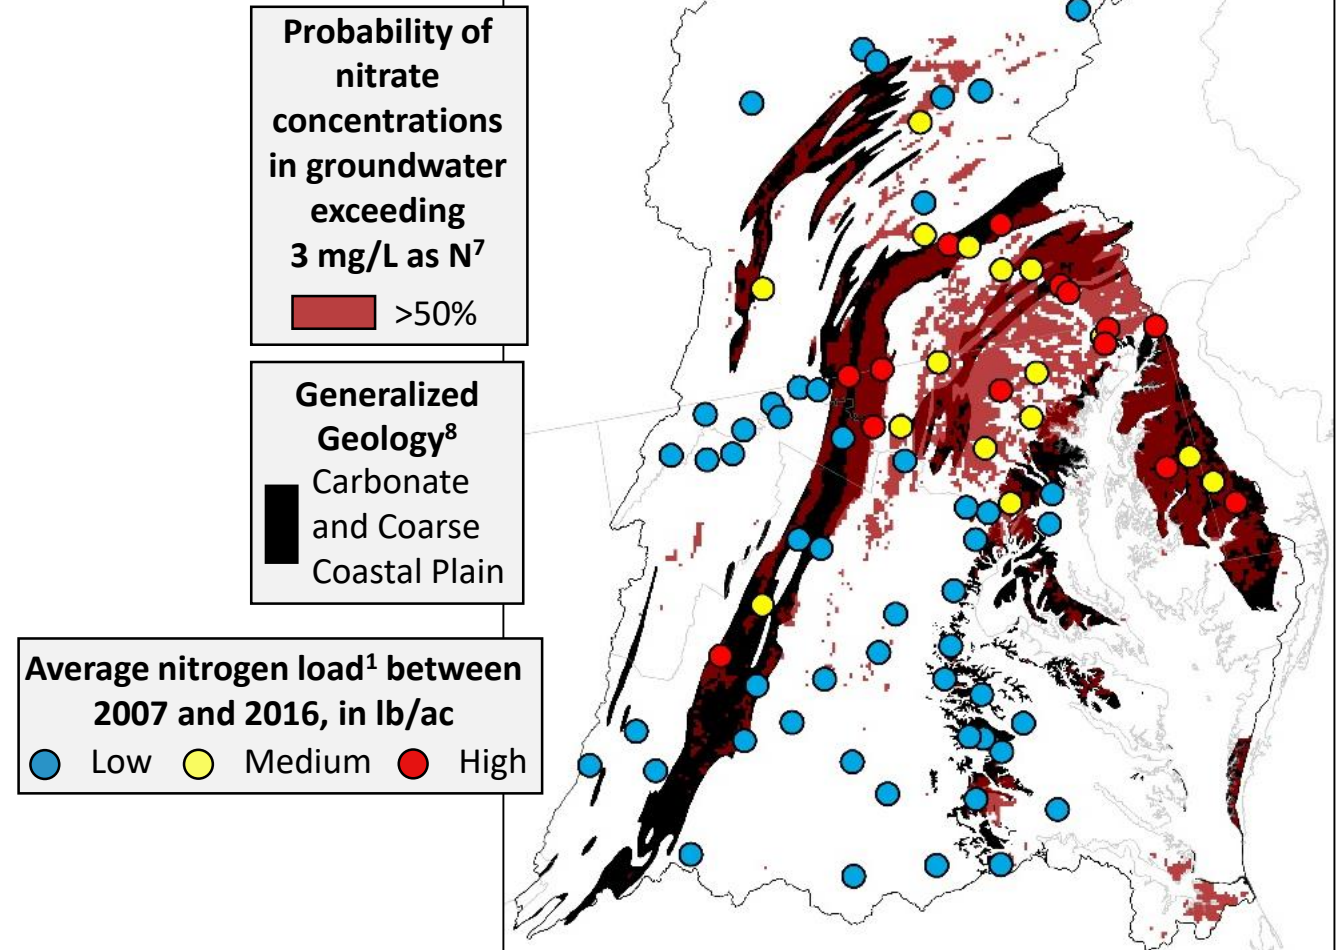 Probability of
nitrate
concentrations
in groundwater
exceeding
3 mg/L as N⁷
>50%
Generalized
Geology⁸
Carbonate
and Coarse
Coastal Plain
Average nitrogen load¹ between
2007 and 2016, in lb/ac
Low Medium High